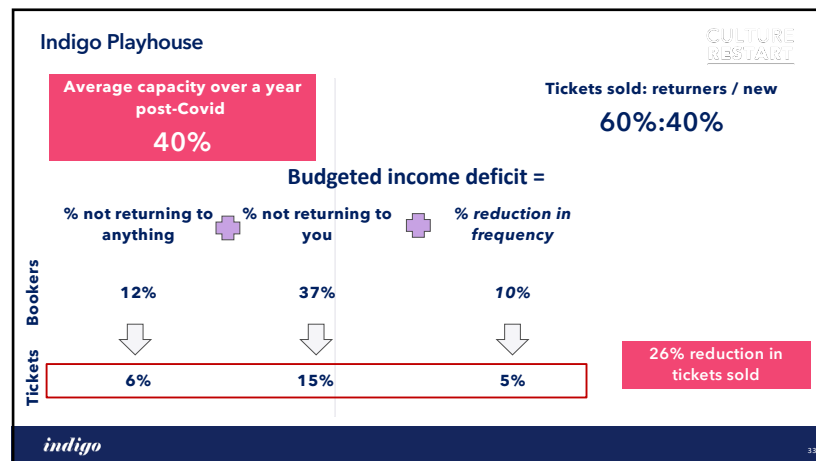 Indigo Playhouse
CULTURE
RESTART
Average capacity over a year
post-Covid
40%
Tickets sold: returners / new
60%:40%
Budgeted income deficit =
% not returning to
anything
% not returning to
you
% reduction in
frequency
Bookers
12%
37%
10%
Tickets
6%
15%
5%
26% reduction in
tickets sold
indigo
33